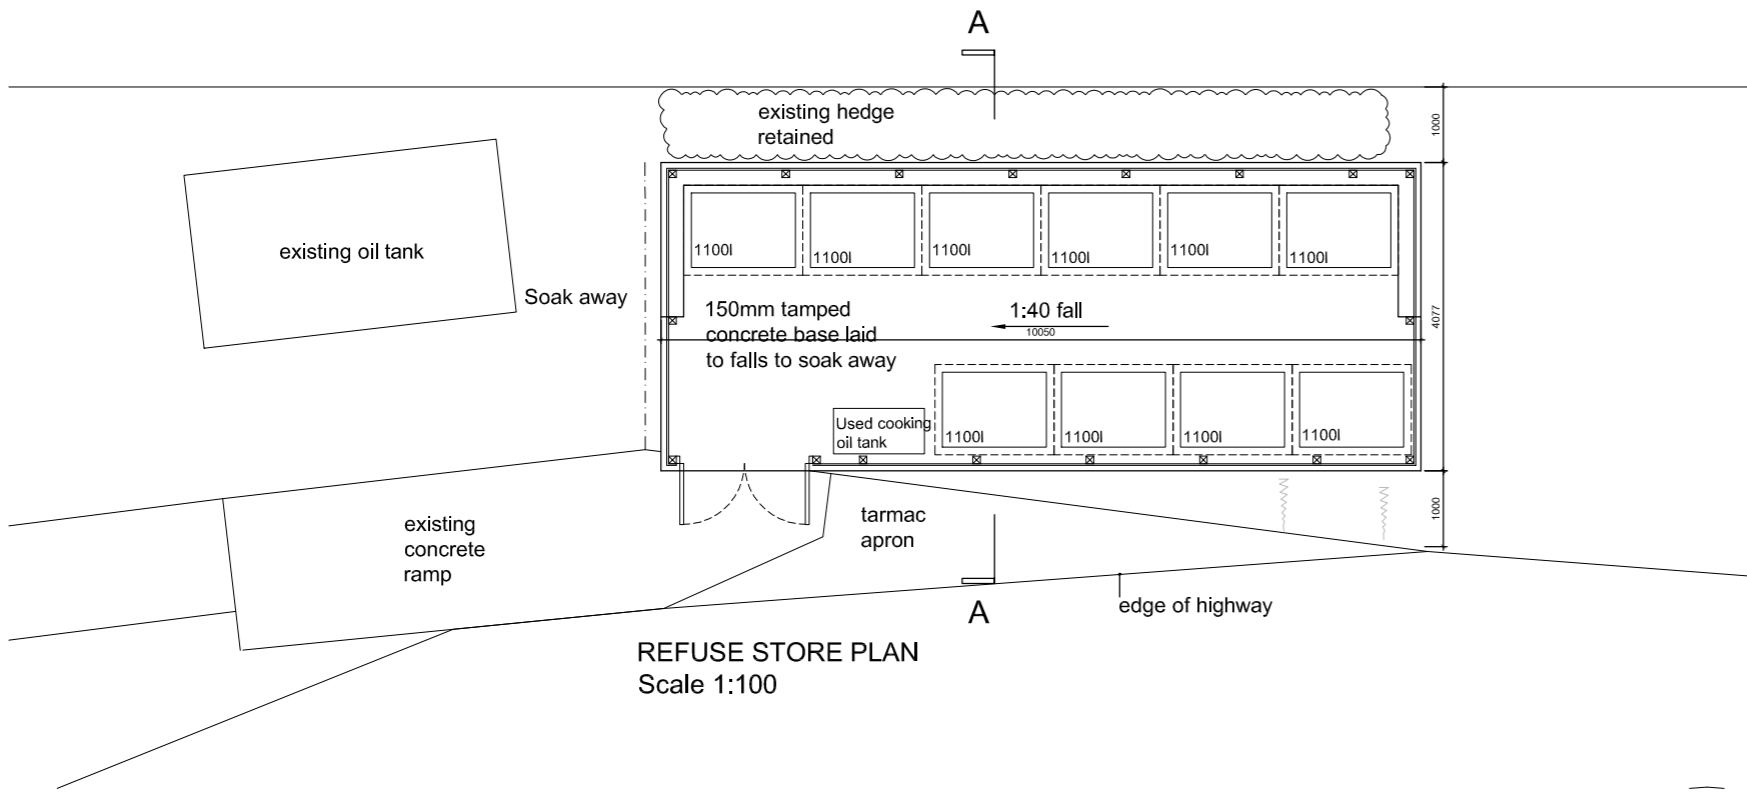 A
existing hedge
retained
1000
existing oil tank
1100l
1100l
1100l
1100l
1100l
1100l
Soak away
150mm tamped
concrete base laid
to falls to soak away
1:40 fall
10050
4077
Used cooking
oil tank
1100l
1100l
1100l
1100l
existing
concrete
ramp
tarmac
apron
1000
A
edge of highway
REFUSE STORE PLAN
Scale 1:100